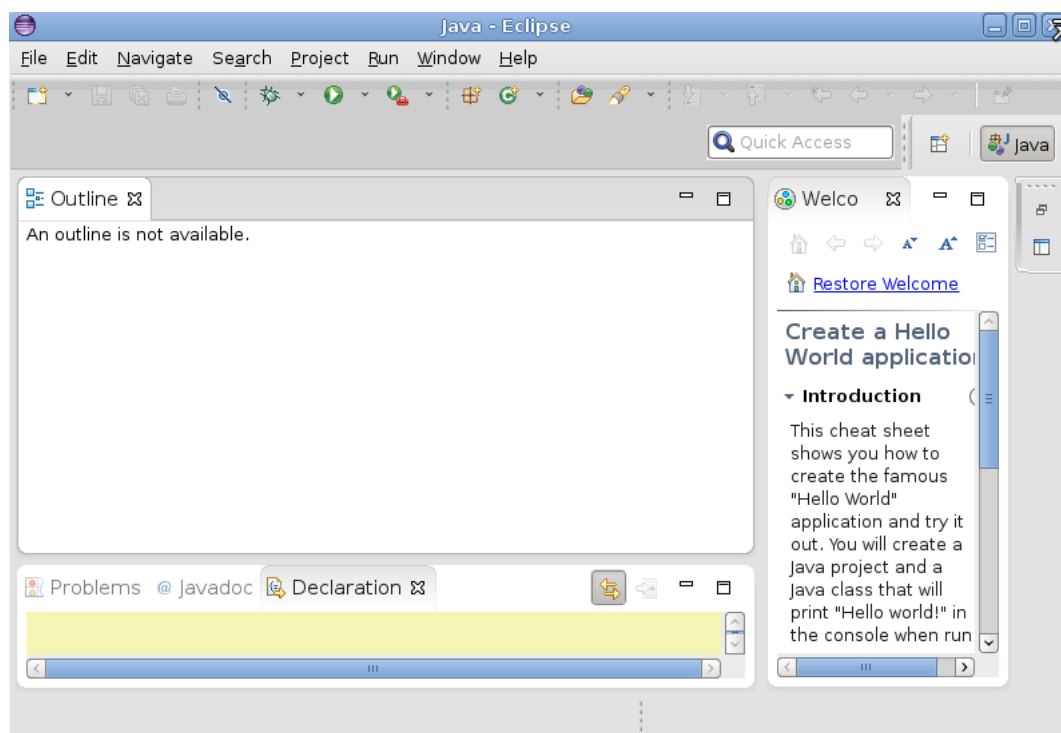 Java - Eclipse
File Edit Navigate Search Project Run Window Help
Quick Access
Java
Outline
An outline is not available.
Welco
Restore Welcome
Create a Hello
World applicatio
Introduction
This cheat sheet
shows you how to
create the famous
"Hello World"
application and try it
out. You will create a
Java project and a
Java class that will
print "Hello world!" in
the console when run
Problems @ Javadoc Declaration